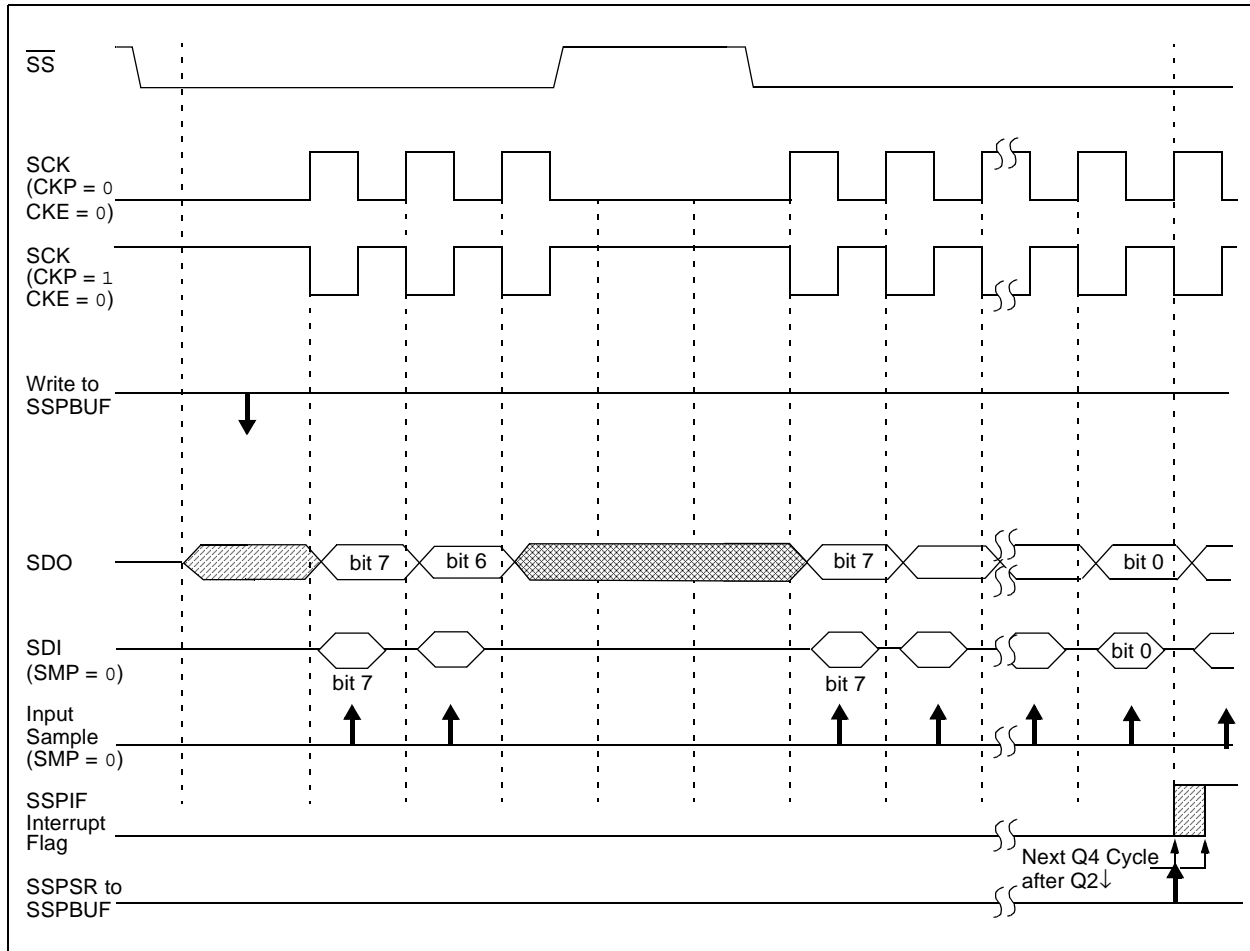 SS
SCK
(CKP = 0
CKE = 0)
SCK
(CKP = 1
CKE = 0)
Write to
SSPBUF
SDO
bit 7
bit 6
bit 7
bit 0
SDI
(SMP = 0)
bit 7
bit 7
bit 0
Input
Sample
(SMP = 0)
SSPIF
Interrupt
Flag
Next Q4 Cycle
after Q2↓
SSPSR to
SSPBUF